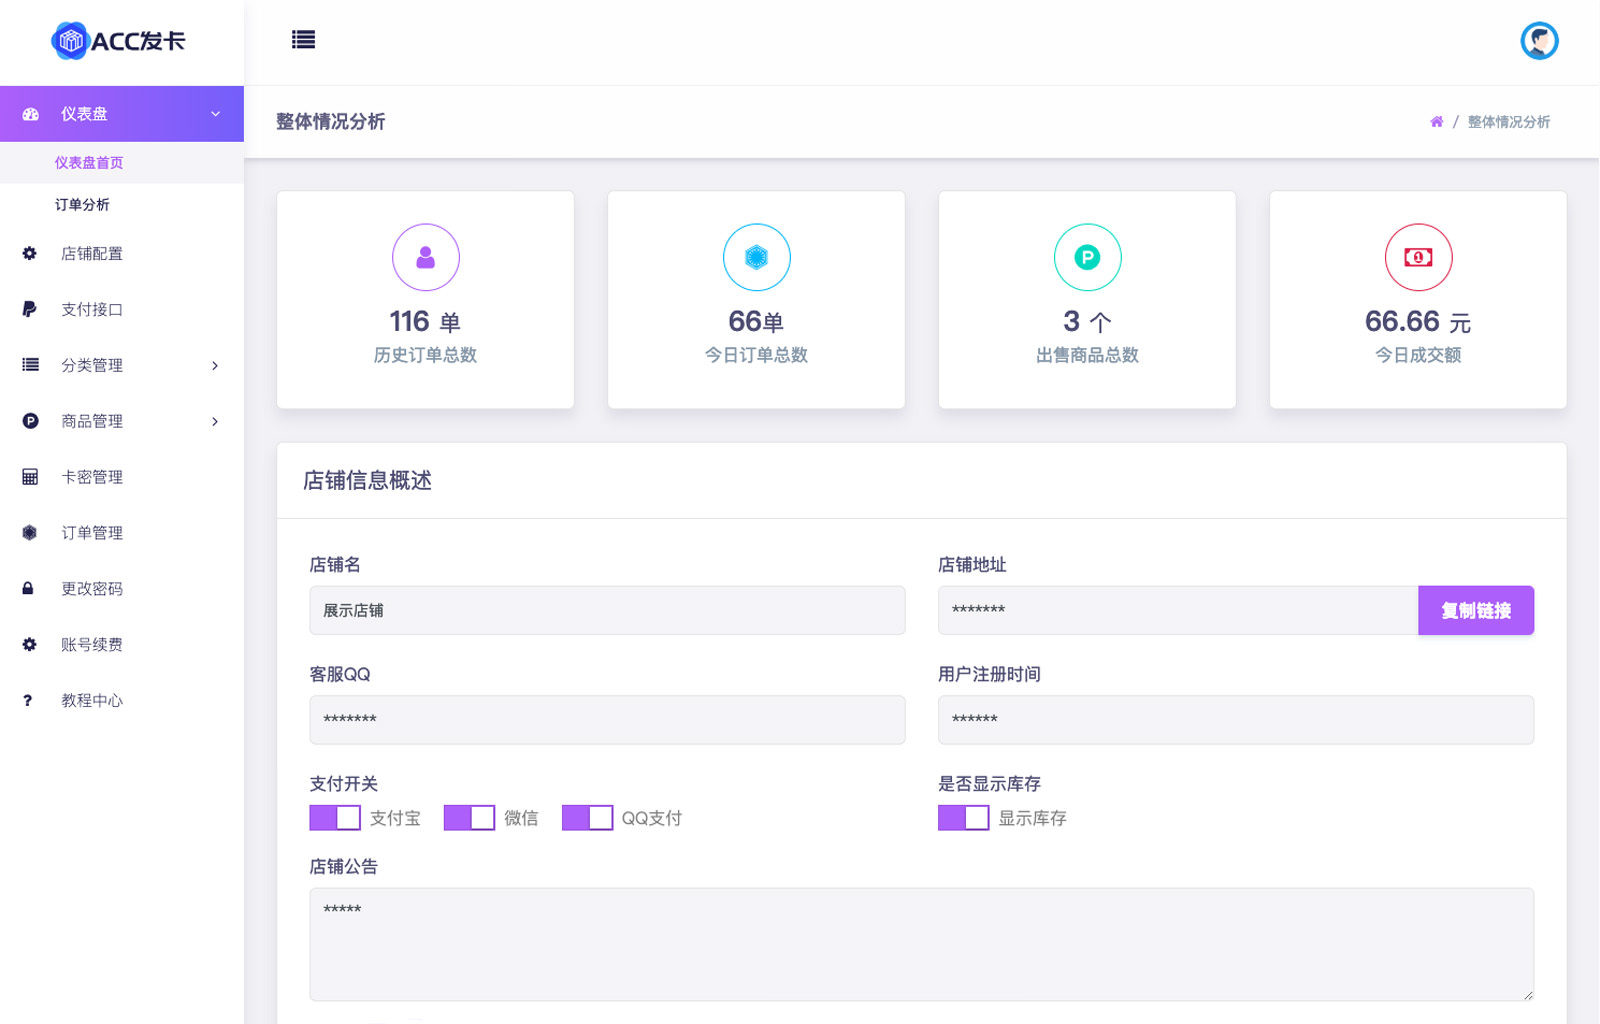 ACC发卡
仪表盘
仪表盘首页
订单分析
店铺配置
支付接口
分类管理
商品管理
卡密管理
订单管理
更改密码
账号续费
教程中心
整体情况分析
/ 整体情况分析
116 单
历史订单总数
66单
今日订单总数
3 个
出售商品总数
66.66 元
今日成交额
店铺信息概述
店铺名
展示店铺
店铺地址
*******
复制链接
客服QQ
*******
用户注册时间
******
支付开关
支付宝 微信 QQ支付
是否显示库存
显示库存
店铺公告
*****